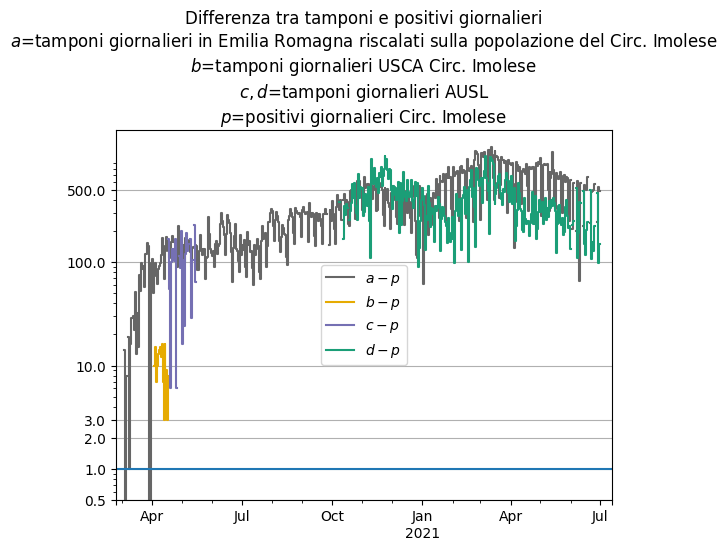 Differenza tra tamponi e positivi giornalieri
a=tamponi giornalieri in Emilia Romagna riscalati sulla popolazione del Circ. Imolese
b=tamponi giornalieri USCA Circ. Imolese
c, d=tamponi giornalieri AUSL
p=positivi giornalieri Circ. Imolese
500.0
100.0
10.0
3.0
2.0
1.0
0.5
a − p
b − p
c − p
d − p
Apr
Jul
Oct
Jan
2021
Apr
Jul